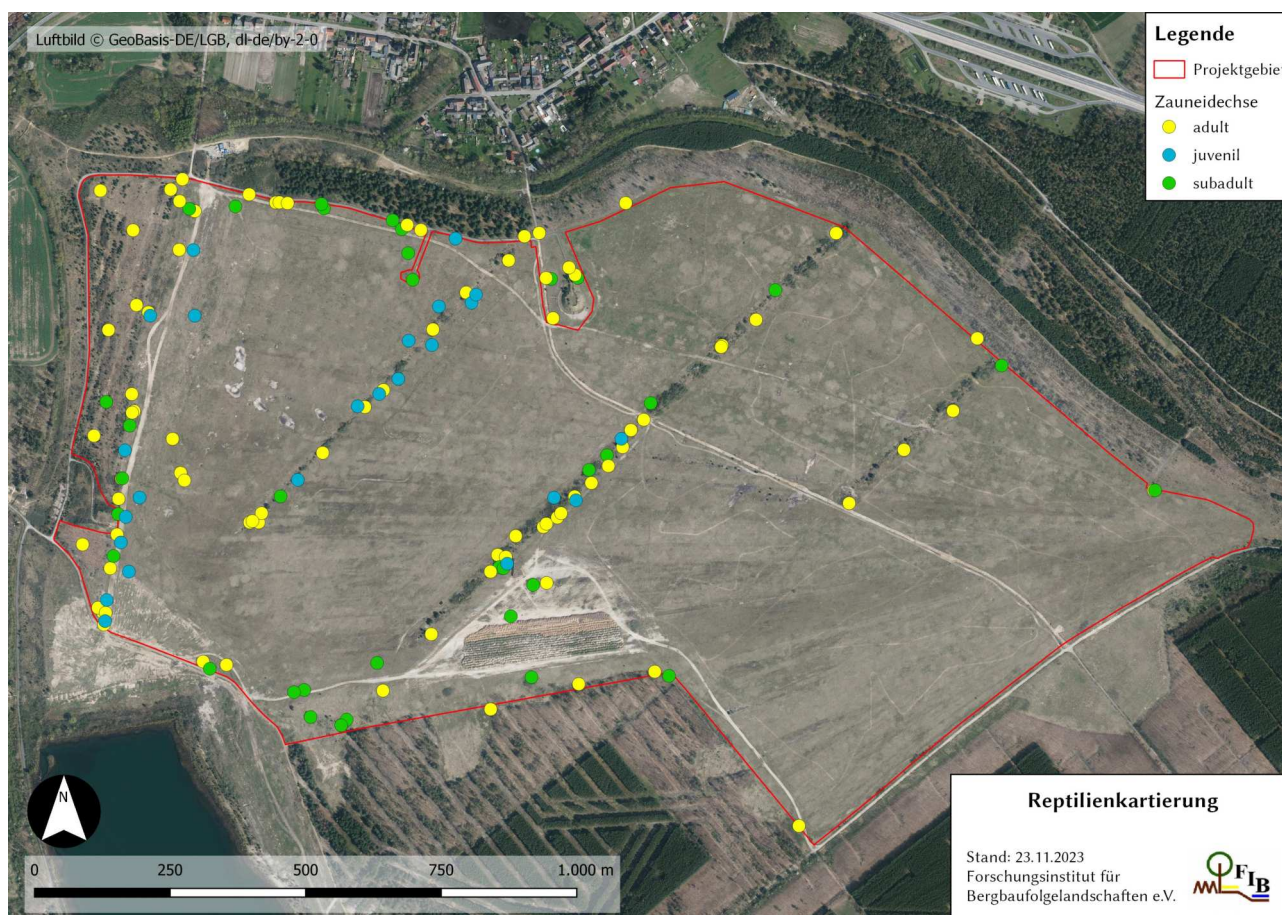 Luftbild © GeoBasis-DE/LGB, dl-de/by-2-0
Legende
Projektgebiet
Zauneidechse
adult
juvenil
subadult
N
0 250 500 750 1.000 m
Reptilienkartierung
Stand: 23.11.2023
Forschungsinstitut für
Bergbaufolgelandschaften e.V.
FIB